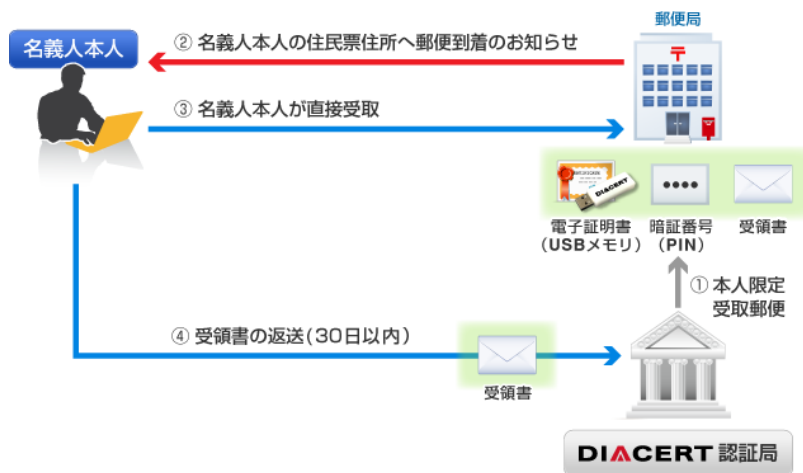 郵便局
名義人本人
② 名義人本人の住民票住所へ郵便到着のお知らせ
③ 名義人本人が直接受取
DIACERT
電子証明書
(USBメモリ)
暗証番号
(PIN)
受領書
① 本人限定
受取郵便
④ 受領書の返送(30日以内)
受領書
DIACERT 認証局